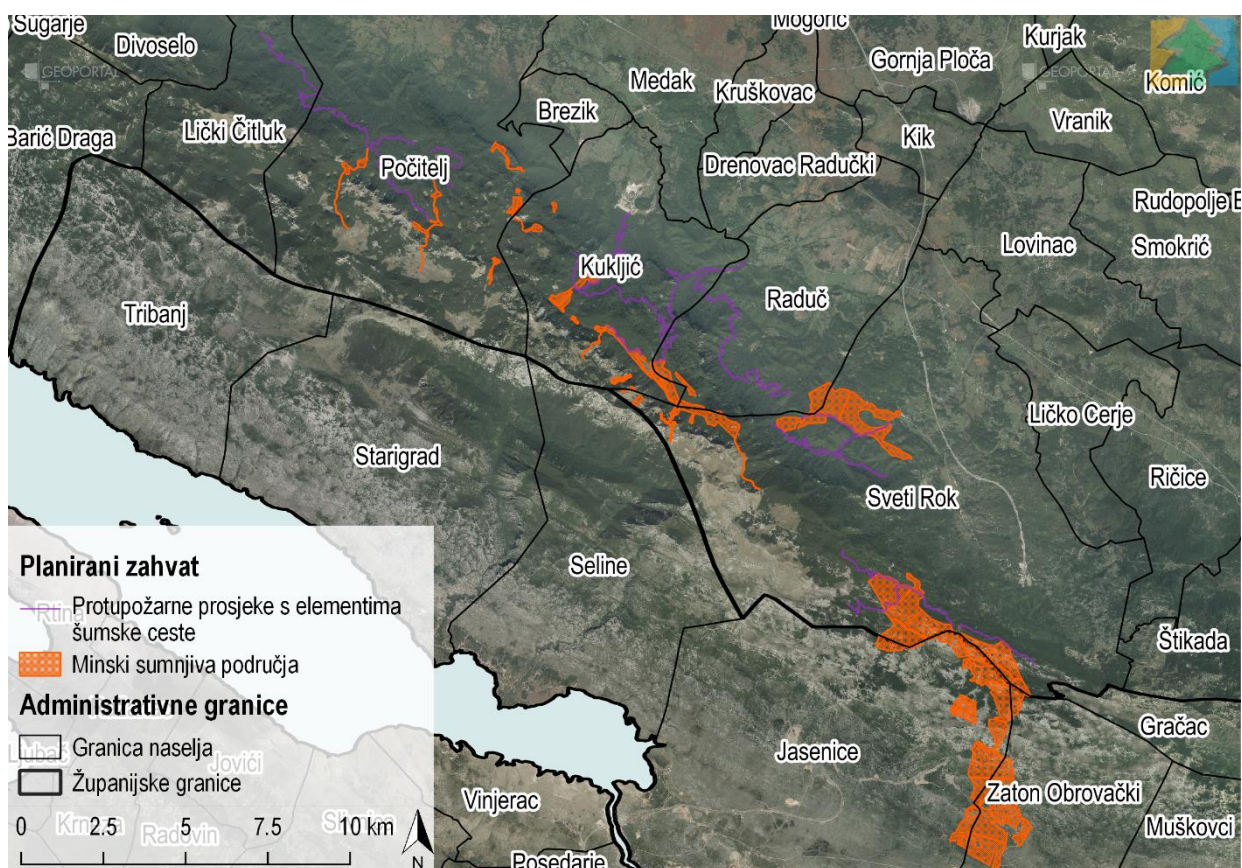 Sugarje
Mogorić
Kurjak
Divoselo
Gornja Ploča
GEOPORTAL
GEOPORTAL
Medak
Komić
Kruškovac
Brezik
Vranik
Barić Draga
Lički Čitluk
Kik
Počitelj
Drenovac Radučki
Rudopolje B
Lovinac
Smokrić
Kukljić
Raduč
Tribanj
Ličko Cerje
Starigrad
Ričice
Sveti Rok
Seline
Štikada
Gračac
Jasenice
Zaton Obrovački
Vinjerac
Muškovci
Posedarje
Planirani zahvat
Protupožarne prosjeke s elementima
šumske ceste
Rtina
Minski sumnjiva područja
Administrativne granice
Granica naselja
Jovići
Županijske granice
0 2.5 5 7.5 10 km
Radovin
N